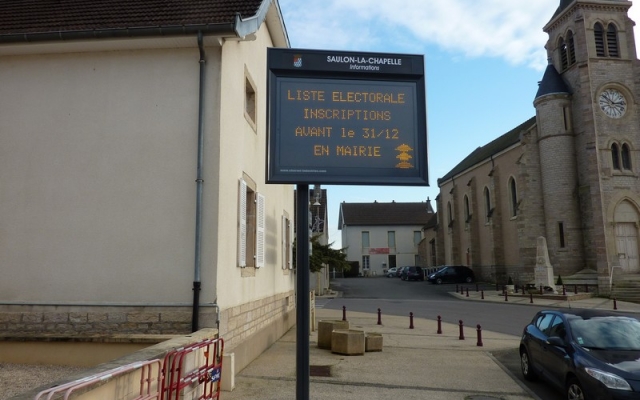 SAULON-LA-CHAPELLE
Informations
LISTE ELECTORALE
INSCRIPTIONS
AVANT le 31/12
EN MAIRIE